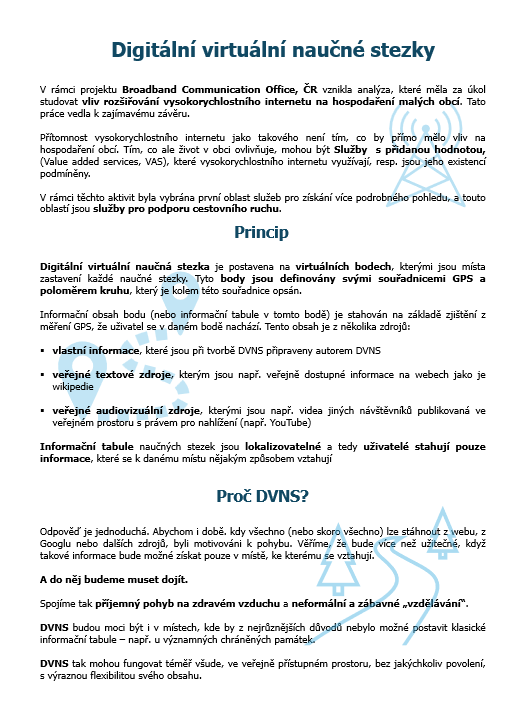 Digitální virtuální naučné stezky
V rámci projektu Broadband Communication Office, ČR vznikla analýza, které měla za úkol
studovat vliv rozšiřování vysokorychlostního internetu na hospodaření malých obcí. Tato
práce vedla k zajímavému závěru.
Přítomnost vysokorychlostního internetu jako takového není tím, co by přímo mělo vliv na
hospodaření obcí. Tím, co ale život v obci ovlivňuje, mohou být Služby s přidanou hodnotou,
(Value added services, VAS), které vysokorychlostního internetu využívají, resp. jsou jeho existencí
podmíněny.
V rámci těchto aktivit byla vybrána první oblast služeb pro získání více podrobného pohledu, a touto
oblastí jsou služby pro podporu cestovního ruchu.
Princip
Digitální virtuální naučná stezka je postavena na virtuálních bodech, kterými jsou místa
zastavení každé naučné stezky. Tyto body jsou definovány svými souřadnicemi GPS a
poloměrem kruhu, který je kolem této souřadnice opsán.
Informační obsah bodu (nebo informační tabule v tomto bodě) je stahován na základě zjištění z
měření GPS, že uživatel se v daném bodě nachází. Tento obsah je z několika zdrojů:
▪ vlastní informace, které jsou při tvorbě DVNS připraveny autorem DVNS
▪ veřejné textové zdroje, kterým jsou např. veřejně dostupné informace na webech jako je
wikipedie
▪ veřejné audiovizuální zdroje, kterými jsou např. videa jiných návštěvníků publikovaná ve
veřejném prostoru s právem pro nahlížení (např. YouTube)
Informační tabule naučných stezek jsou lokalizovatelné a tedy uživatelé stahují pouze
informace, které se k danému místu nějakým způsobem vztahují
Proč DVNS?
Odpověď je jednoduchá. Abychom i době. kdy všechno (nebo skoro všechno) lze stáhnout z webu, z
Googlu nebo dalších zdrojů, byli motivováni k pohybu. Věříme, že bude více než užitečné, když
takové informace bude možné získat pouze v místě, ke kterému se vztahují.
A do něj budeme muset dojít.
Spojíme tak příjemný pohyb na zdravém vzduchu a neformální a zábavné „vzdělávání“.
DVNS budou moci být i v místech, kde by z nejrůznějších důvodů nebylo možné postavit klasické
informační tabule – např. u významných chráněných památek.
DVNS tak mohou fungovat téměř všude, ve veřejně přístupném prostoru, bez jakýchkoliv povolení,
s výraznou flexibilitou svého obsahu.